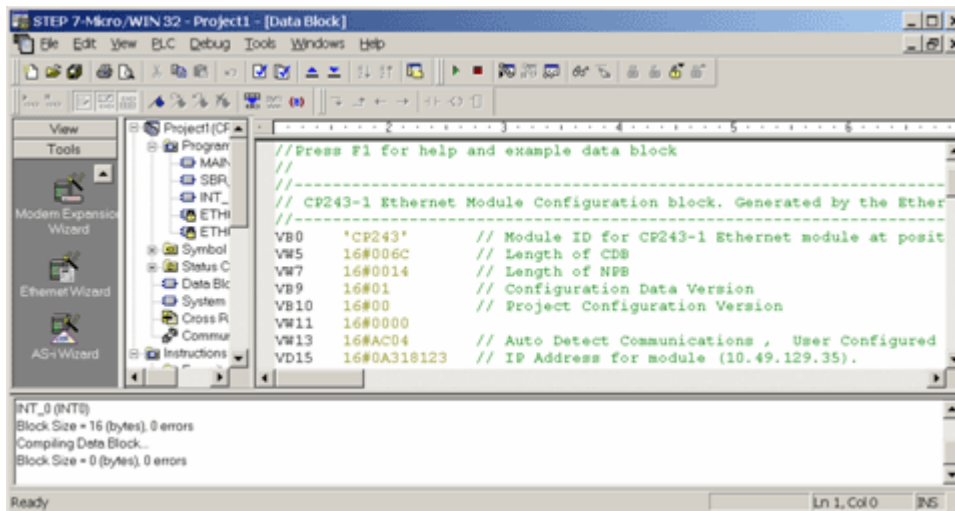 STEP 7-Micro/WIN 32 - Project1 - [Data Block]
File Edit View PLC Debug Tools Windows Help
View
Tools
Modem Expansion
Wizard
Ethernet Wizard
AS-i Wizard
Project1 (CP
Program
MAIN
SBR_
INT_
ETH
ETH
Symbol
Status C
Data Blo
System
Cross R
Commun
Instructions
2 3 4 5 6
//Press F1 for help and example data block
//
//----------------------------------------------------------
// CP243-1 Ethernet Module Configuration block. Generated by the Ether
//----------------------------------------------------------
VB0 'CP243' // Module ID for CP243-1 Ethernet module at posit
VW5 16#006C // Length of CDB
VW7 16#0014 // Length of NPB
VB9 16#01 // Configuration Data Version
VB10 16#00 // Project Configuration Version
VW11 16#0000
VW13 16#AC04 // Auto Detect Communications , User Configured
VD15 16#0A318123 // IP Address for module (10.49.129.35).
INT_0 (INT0)
Block Size = 16 (bytes), 0 errors
Compiling Data Block...
Block Size = 0 (bytes), 0 errors
Ready
Ln 1, Col 0
INS